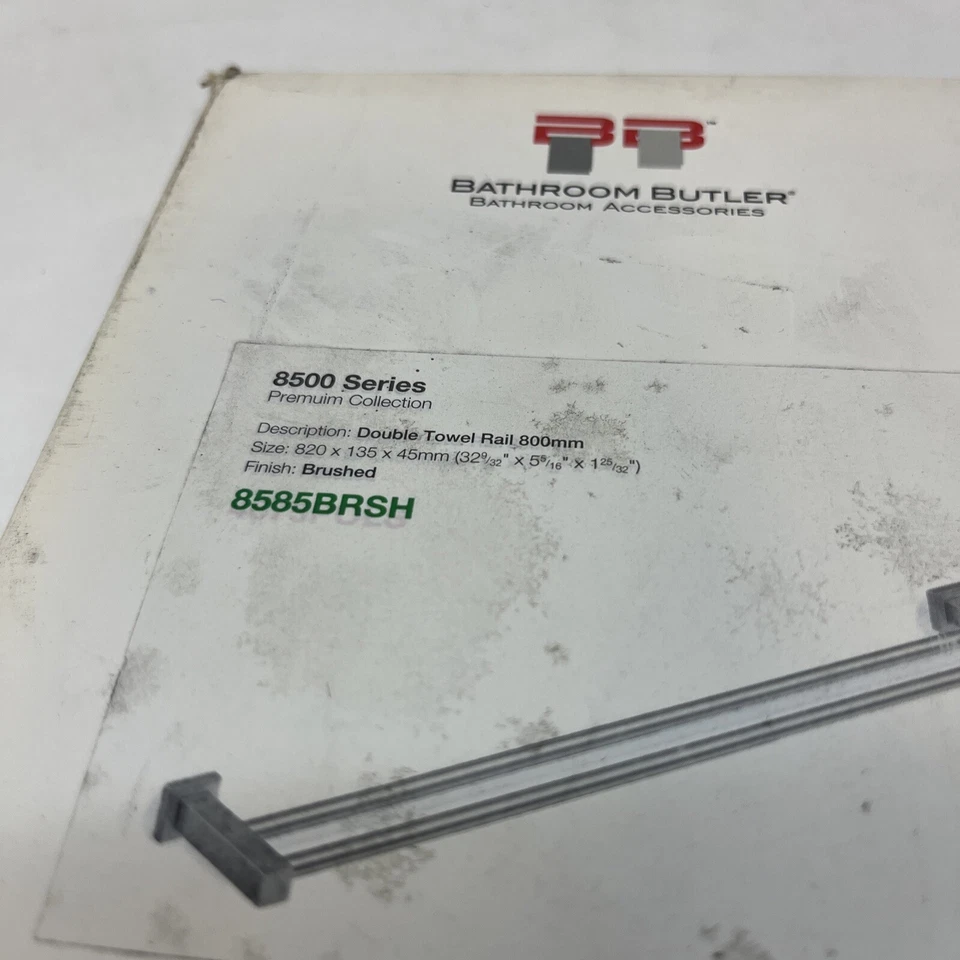 BB™
BATHROOM BUTLER®
BATHROOM ACCESSORIES
8500 Series
Premuim Collection
Description: Double Towel Rail 800mm
Size: 820 x 135 x 45mm (32⁹⁄₃₂" x 5⁵⁄₁₆" x 1²⁵⁄₃₂")
Finish: Brushed
8585BRSH